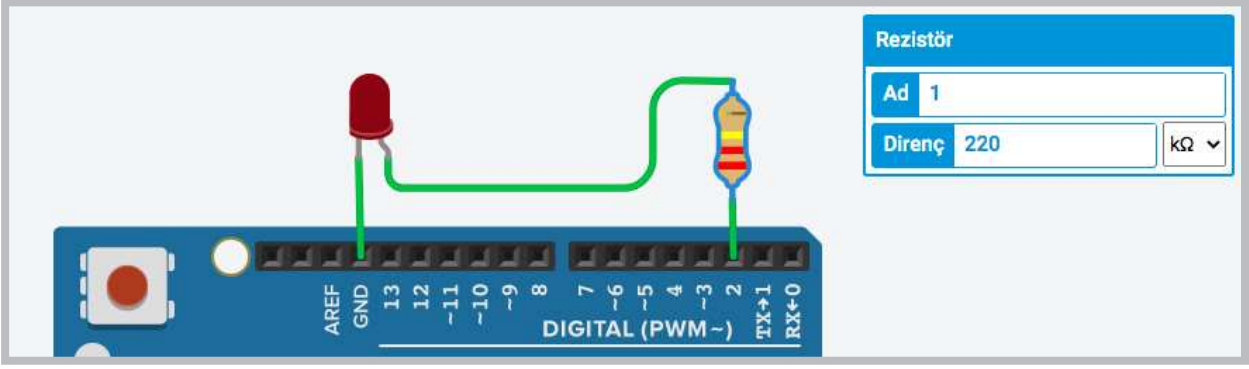 Rezistör
Ad 1
Direnç 220 kΩ
AREF
GND
13
12
~11
~10
~9
8
7
~6
~5
4
~3
2
TX→1
RX←0
DIGITAL (PWM~)